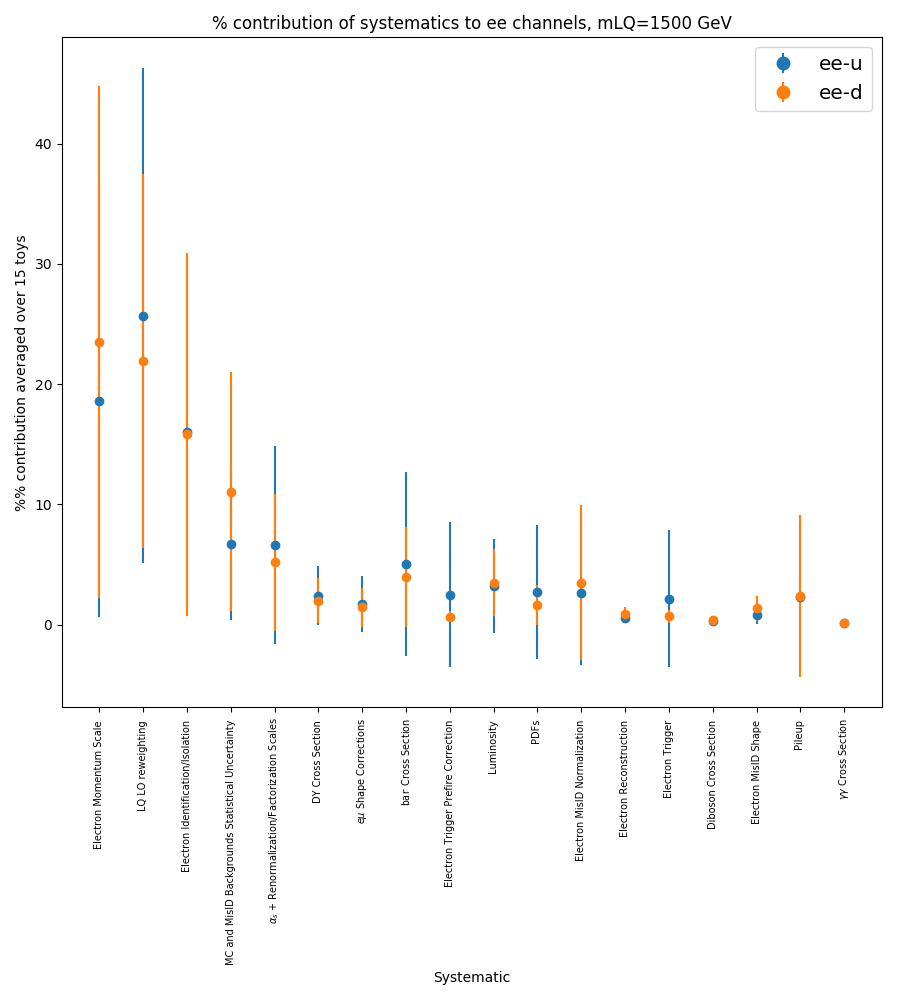 % contribution of systematics to ee channels, mLQ=1500 GeV
ee-u
ee-d
%% contribution averaged over 15 toys
40
30
20
10
0
Electron Momentum Scale
LQ LO reweighting
Electron Identification/Isolation
MC and MisID Backgrounds Statistical Uncertainty
αs + Renormalization/Factorization Scales
DY Cross Section
eμ Shape Corrections
bar Cross Section
Electron Trigger Prefire Correction
Luminosity
PDFs
Electron MisID Normalization
Electron Reconstruction
Electron Trigger
Diboson Cross Section
Electron MisID Shape
Pileup
γγ Cross Section
Systematic